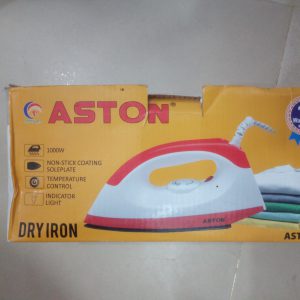 ASTON®
1000W
NON-STICK COATING
SOLEPLATE
TEMPERATURE
CONTROL
INDICATOR
LIGHT
ASTON
DRY IRON
AST